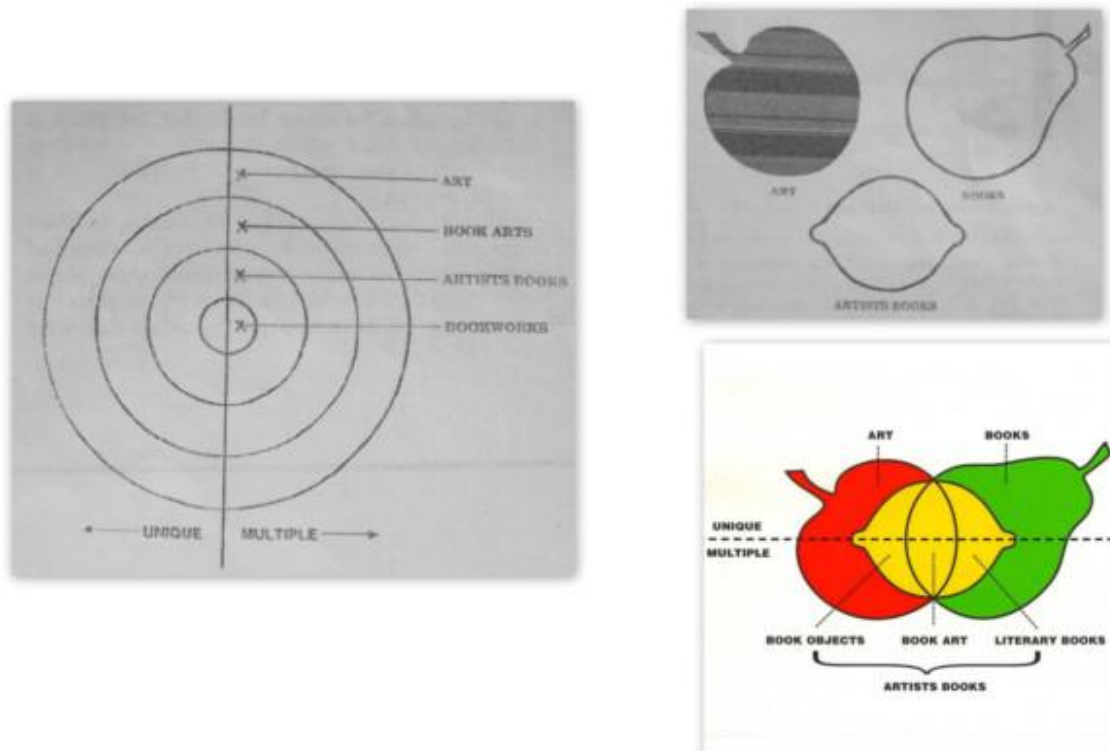 ART
BOOK ARTS
ARTISTS BOOKS
BOOKWORKS
UNIQUE MULTIPLE
ART
BOOKS
ARTISTS BOOKS
ART BOOKS
UNIQUE
MULTIPLE
BOOK OBJECTS BOOK ART LITERARY BOOKS
ARTISTS BOOKS